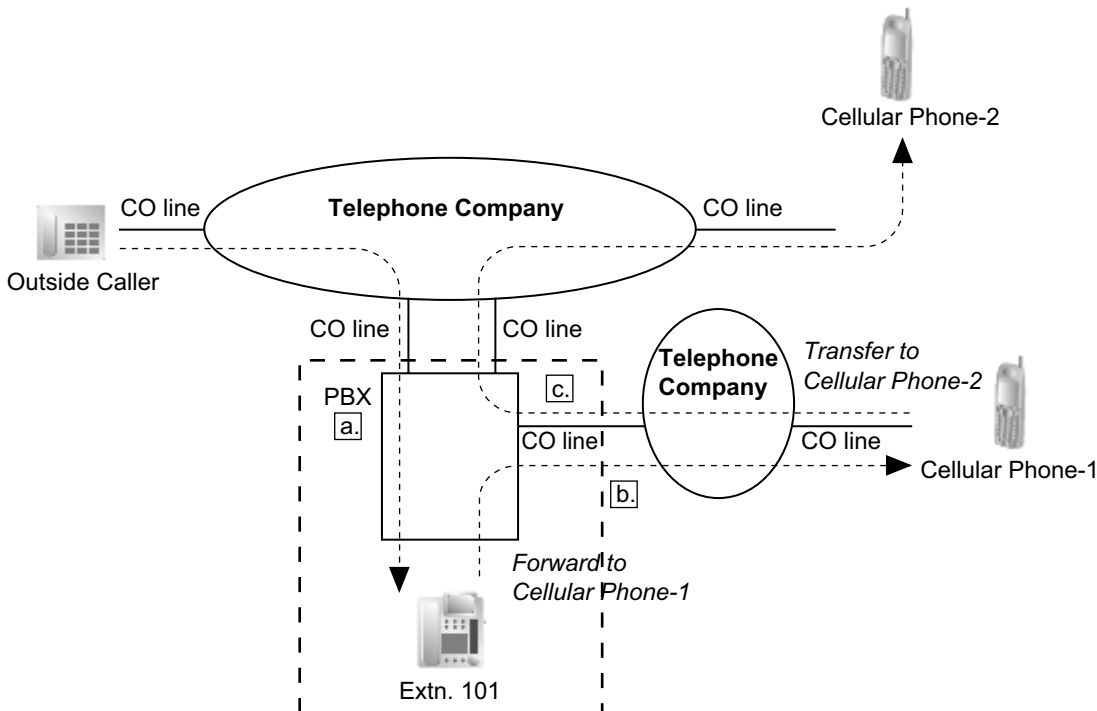 Cellular Phone-2
CO line
Telephone Company
CO line
Outside Caller
CO line
CO line
Telephone
Company
Transfer to
Cellular Phone-2
PBX
a.
c.
CO line
CO line
Cellular Phone-1
b.
Forward to
Cellular Phone-1
Extn. 101